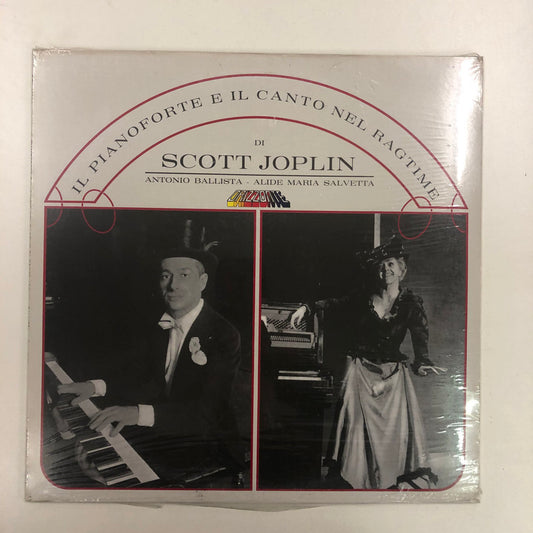 IL PIANOFORTE E IL CANTO NEL RAGTIME
DI
SCOTT JOPLIN
ANTONIO BALLISTA - ALIDE MARIA SALVETTA